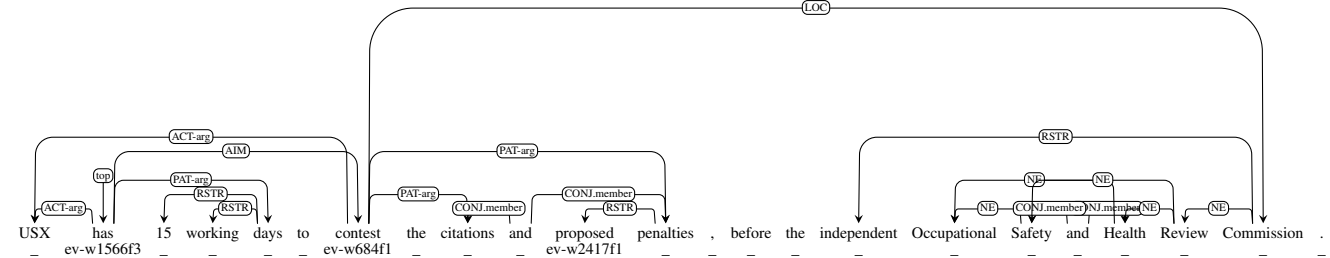 LOC
ACT-arg
RSTR
AIM
PAT-arg
top
PAT-arg
NE NE
RSTR
PAT-arg
CONJ.member
ACT-arg
RSTR
CONJ.member
RSTR
NE
CONJ.member
NE
NE
USX has 15 working days to contest the citations and proposed penalties , before the independent Occupational Safety and Health Review Commission .
ev-w1566f3 ev-w684f1 ev-w2417f1